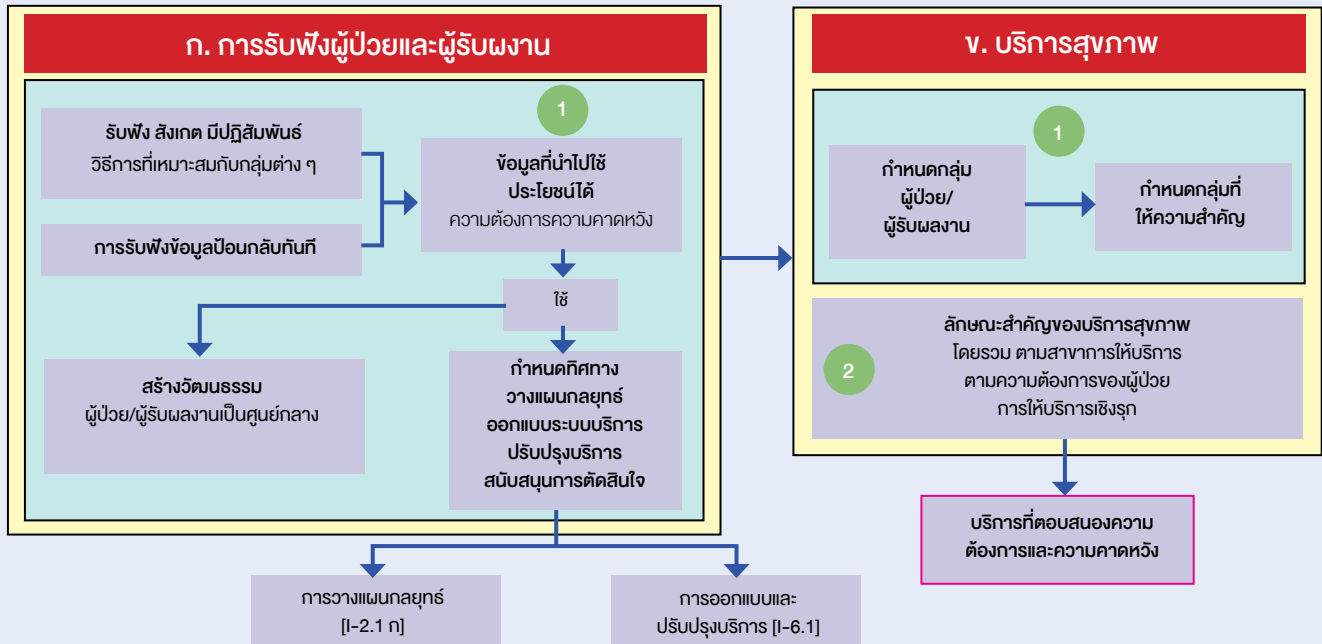 ก. การรับฟังผู้ป่วยและผู้รับผงาน
1
รับฟัง สังเกต มีปฏิสัมพันธ์
วิธีการที่เหมาะสมกับกลุ่มต่าง ๆ
การรับฟังข้อมูลป้อนกลับทันที
ข้อมูลที่นำไปใช้
ประโยชน์ได้
ความต้องการความคาดหวัง
ใช้
สร้างวัฒนธรรม
ผู้ป่วย/ผู้รับผลงานเป็นศูนย์กลาง
กำหนดทิศทาง
วางแผนกลยุทธ์
ออกแบบระบบบริการ
ปรับปรุงบริการ
สนับสนุนการตัดสินใจ
การวางแผนกลยุทธ์
[I-2.1 ก]
การออกแบบและ
ปรับปรุงบริการ [I-6.1]
ข. บริการสุขภาพ
1
กำหนดกลุ่ม
ผู้ป่วย/
ผู้รับผลงาน
กำหนดกลุ่มที่
ให้ความสำคัญ
2
ลักษณะสำคัญของบริการสุขภาพ
โดยรวม ตามสาขาการให้บริการ
ตามความต้องการของผู้ป่วย
การให้บริการเชิงรุก
บริการที่ตอบสนองความ
ต้องการและความคาดหวัง